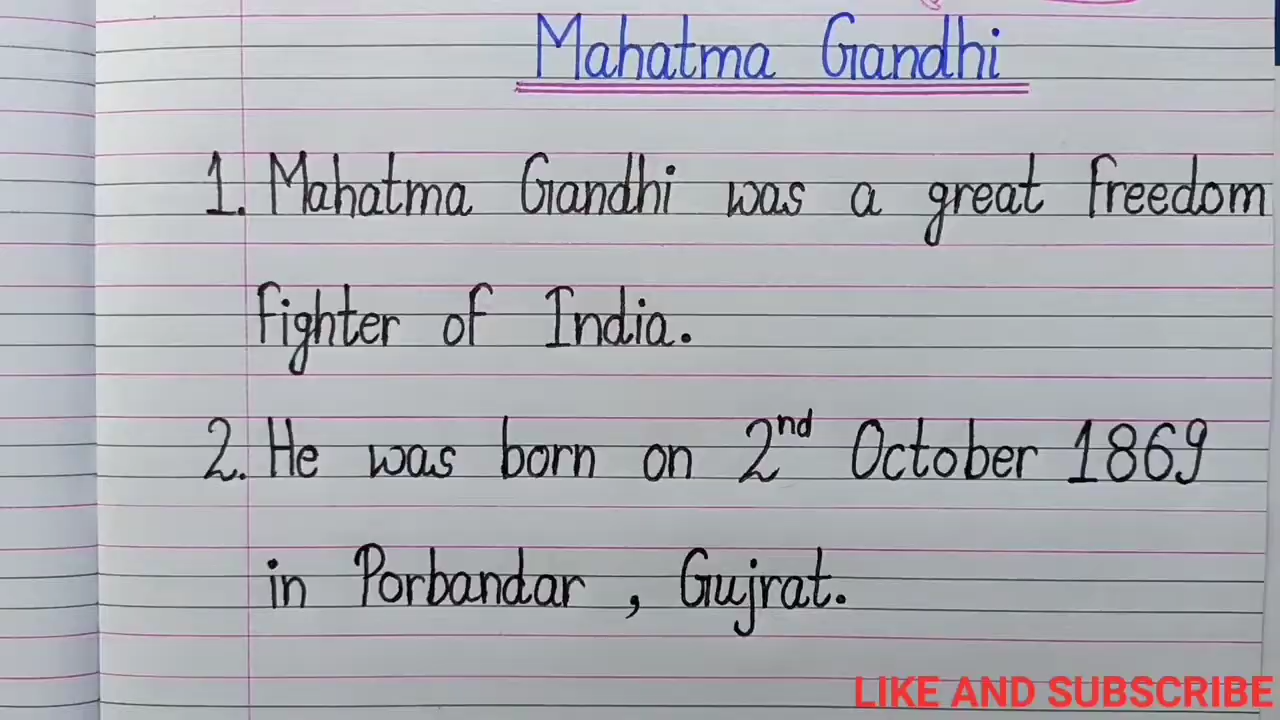 Mahatma Gandhi
1. Mahatma Gandhi was a great freedom
fighter of India.
2. He was born on 2nd October 1869
in Porbandar , Gujrat.
LIKE AND SUBSCRIBE